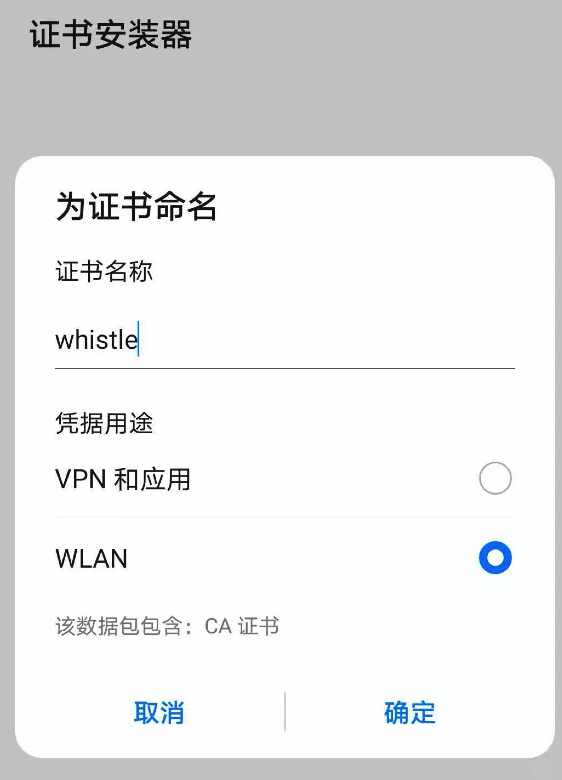 证书安装器
为证书命名
证书名称
whistle
凭据用途
VPN 和应用
WLAN
该数据包包含：CA 证书
取消
确定